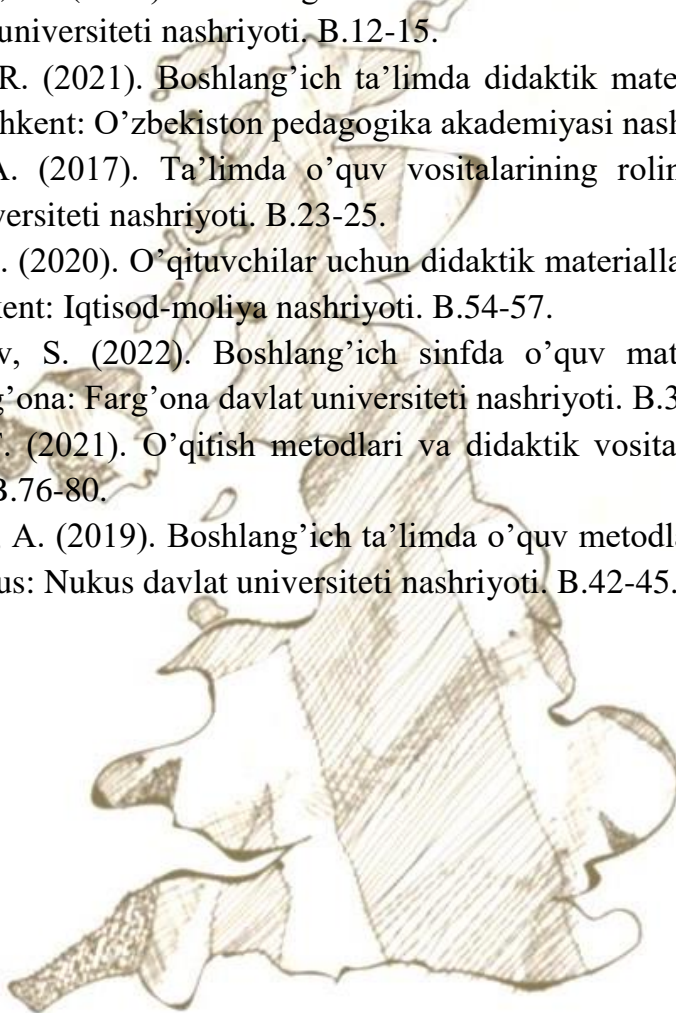 universiteti nashriyoti. B.12-15.
R. (2021). Boshlang’ich ta’limda didaktik mate
hkent: O’zbekiston pedagogika akademiyasi nash
A. (2017). Ta’limda o’quv vositalarining rolin
versiteti nashriyoti. B.23-25.
. (2020). O’qituvchilar uchun didaktik materialla
kent: Iqtisod-moliya nashriyoti. B.54-57.
v, S. (2022). Boshlang’ich sinfda o’quv mat
g’ona: Farg’ona davlat universiteti nashriyoti. B.3
(2021). O’qitish metodlari va didaktik vosita
B.76-80.
A. (2019). Boshlang’ich ta’limda o’quv metodla
us: Nukus davlat universiteti nashriyoti. B.42-45.